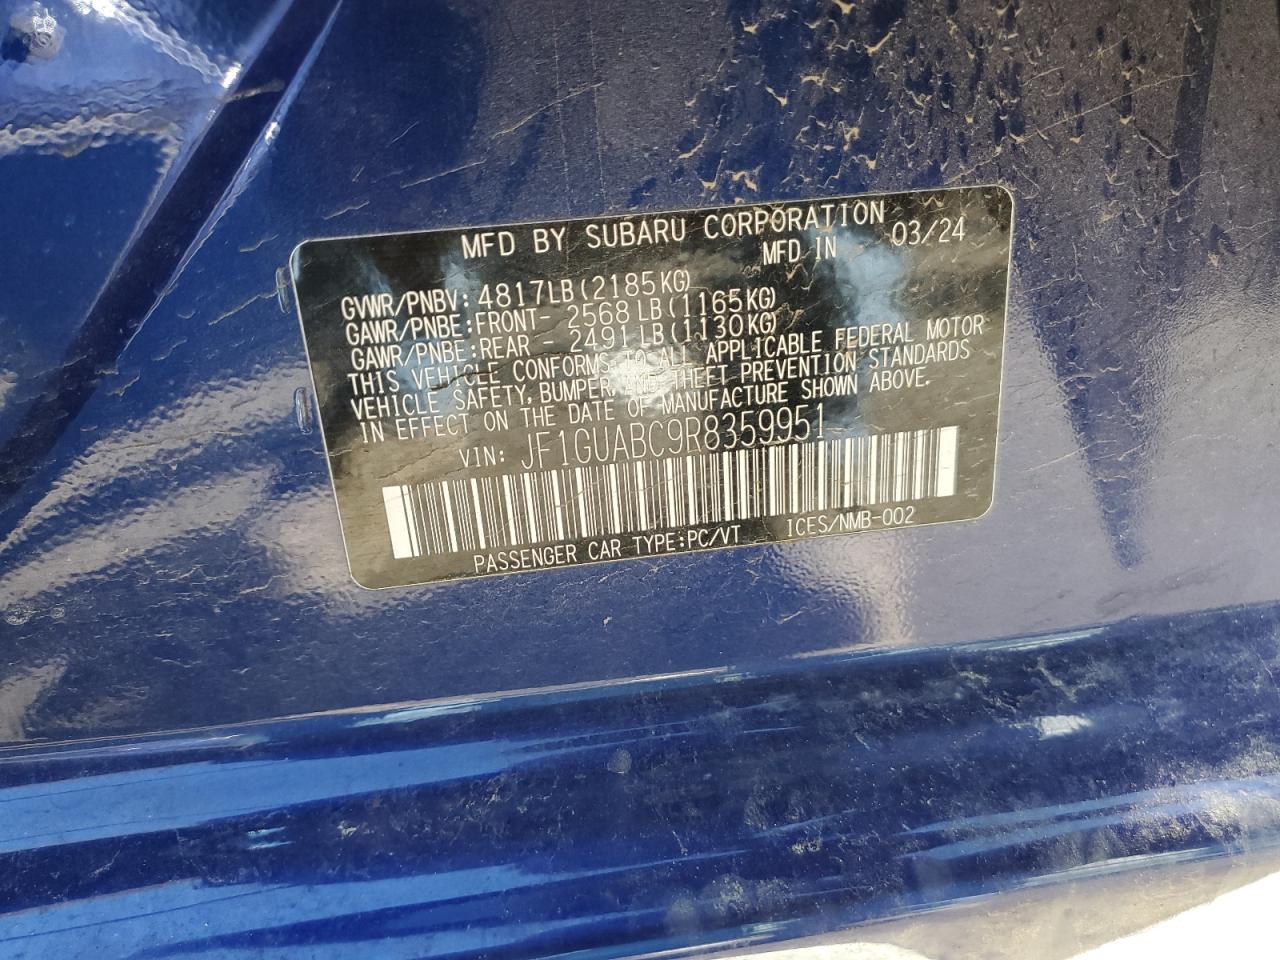 MFD BY SUBARU CORPORATION
MFD IN 03/24
GVWR/PNBV: 4817LB(2185KG)
GAWR/PNBE:FRONT- 2568LB(1165KG)
GAWR/PNBE:REAR - 2491LB(1130KG)
THIS VEHICLE CONFORMS TO ALL APPLICABLE FEDERAL MOTOR
VEHICLE SAFETY, BUMPER, AND THEFT PREVENTION STANDARDS
IN EFFECT ON THE DATE OF MANUFACTURE SHOWN ABOVE.
VIN: JF1GUABC9R8359951
PASSENGER CAR TYPE:PC/VT ICES/NMB-002